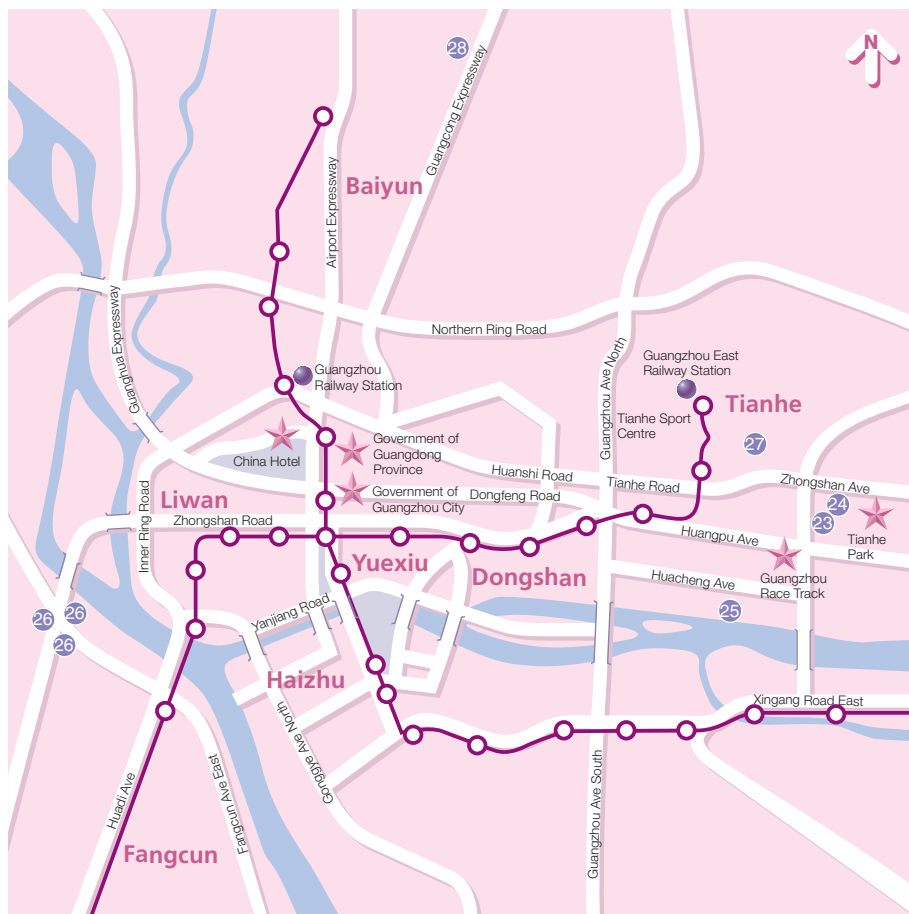 28
N
Guangcong Expressway
Baiyun
Airport Expressway
Guanghua Expressway
Northern Ring Road
Guangzhou
Railway Station
Guangzhou East
Railway Station
Guangzhou Ave North
Tianhe
Tianhe Sport
Centre
27
China Hotel
Government of
Guangdong
Province
Huanshi Road
Tianhe Road
Zhongshan Ave
Liwan
Government of
Guangzhou City
Dongfeng Road
24
23
Inner Ring Road
Zhongshan Road
Huangpu Ave
Tianhe
Park
Yuexiu
Dongshan
Huacheng Ave
Guangzhou
Race Track
26
26
26
Yanjiang Road
25
Haizhu
Xingang Road East
Gongye Ave North
Huadi Ave
Fangcun Ave East
Guangzhou Ave South
Fangcun